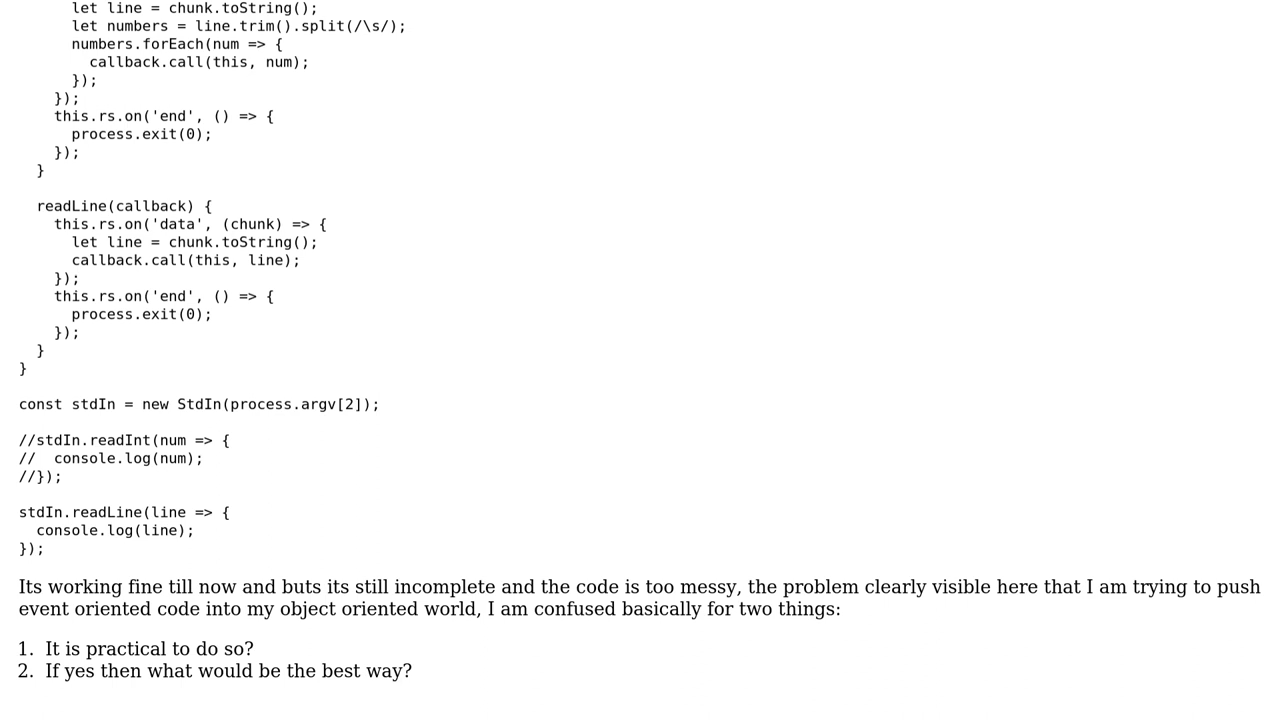 let line = chunk.toString();
let numbers = line.trim().split(/\s/);
numbers.forEach(num => {
callback.call(this, num);
});
});
this.rs.on('end', () => {
process.exit(0);
});
}
readLine(callback) {
this.rs.on('data', (chunk) => {
let line = chunk.toString();
callback.call(this, line);
});
this.rs.on('end', () => {
process.exit(0);
});
}
}
const stdIn = new StdIn(process.argv[2]);
//stdIn.readInt(num => {
//  console.log(num);
//});
stdIn.readLine(line => {
console.log(line);
});
Its working fine till now and buts its still incomplete and the code is too messy, the problem clearly visible here that I am trying to push
event oriented code into my object oriented world, I am confused basically for two things:
1. It is practical to do so?
2. If yes then what would be the best way?